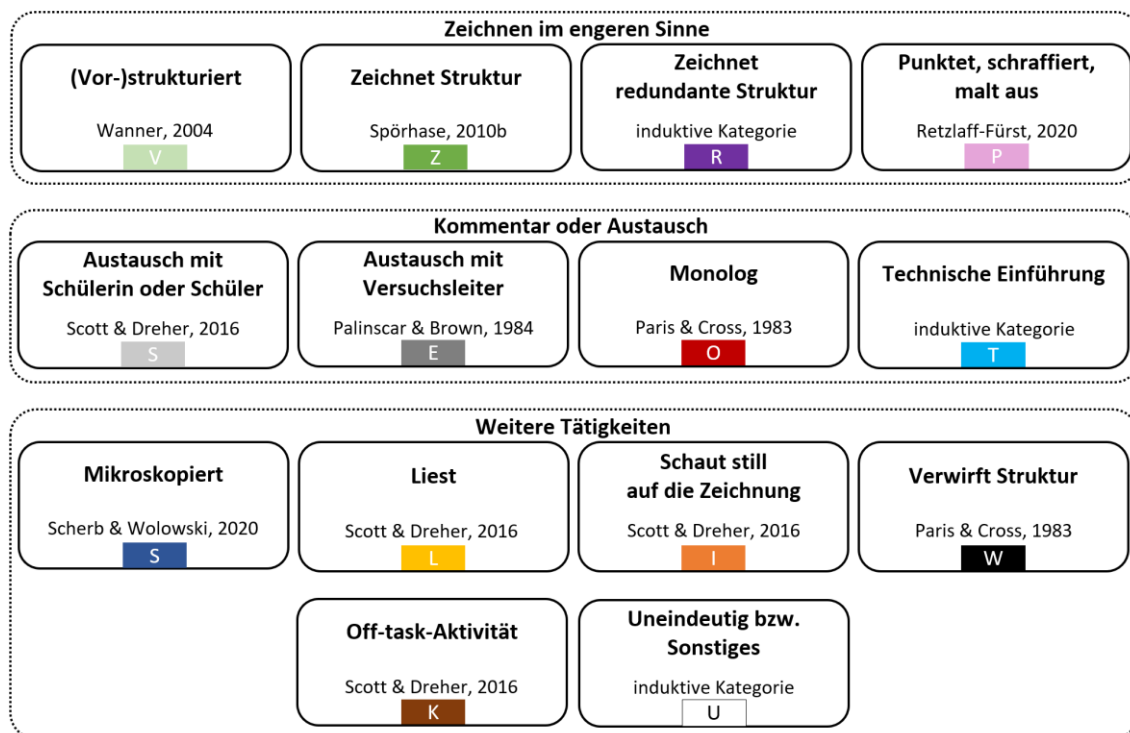 Zeichnen im engeren Sinne
(Vor-)strukturiert
Wanner, 2004
V
Zeichnet Struktur
Spörhase, 2010b
Z
Zeichnet
redundante Struktur
induktive Kategorie
R
Punktet, schraffiert,
malt aus
Retzlaff-Fürst, 2020
P
Kommentar oder Austausch
Austausch mit
Schülerin oder Schüler
Scott & Dreher, 2016
S
Austausch mit
Versuchsleiter
Palinscar & Brown, 1984
E
Monolog
Paris & Cross, 1983
O
Technische Einführung
induktive Kategorie
T
Weitere Tätigkeiten
Mikroskopiert
Scherb & Wolowski, 2020
S
Liest
Scott & Dreher, 2016
L
Schaut still
auf die Zeichnung
Scott & Dreher, 2016
I
Verwirft Struktur
Paris & Cross, 1983
W
Off-task-Aktivität
Scott & Dreher, 2016
K
Uneindeutig bzw.
Sonstiges
induktive Kategorie
U